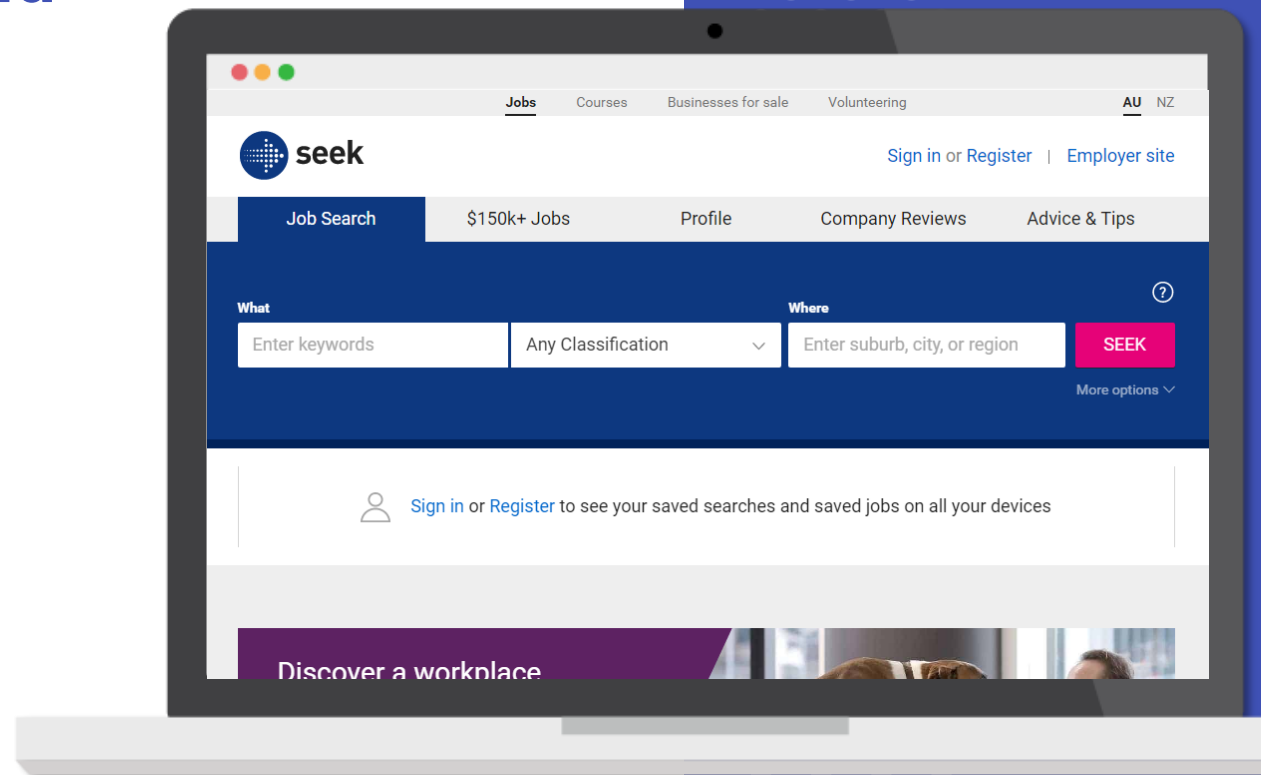 Jobs Courses Businesses for sale Volunteering AU NZ
seek
Sign in or Register | Employer site
Job Search $150k+ Jobs Profile Company Reviews Advice & Tips
?
What Where
Enter keywords Any Classification Enter suburb, city, or region SEEK
More options
Sign in or Register to see your saved searches and saved jobs on all your devices
Discover a workplace